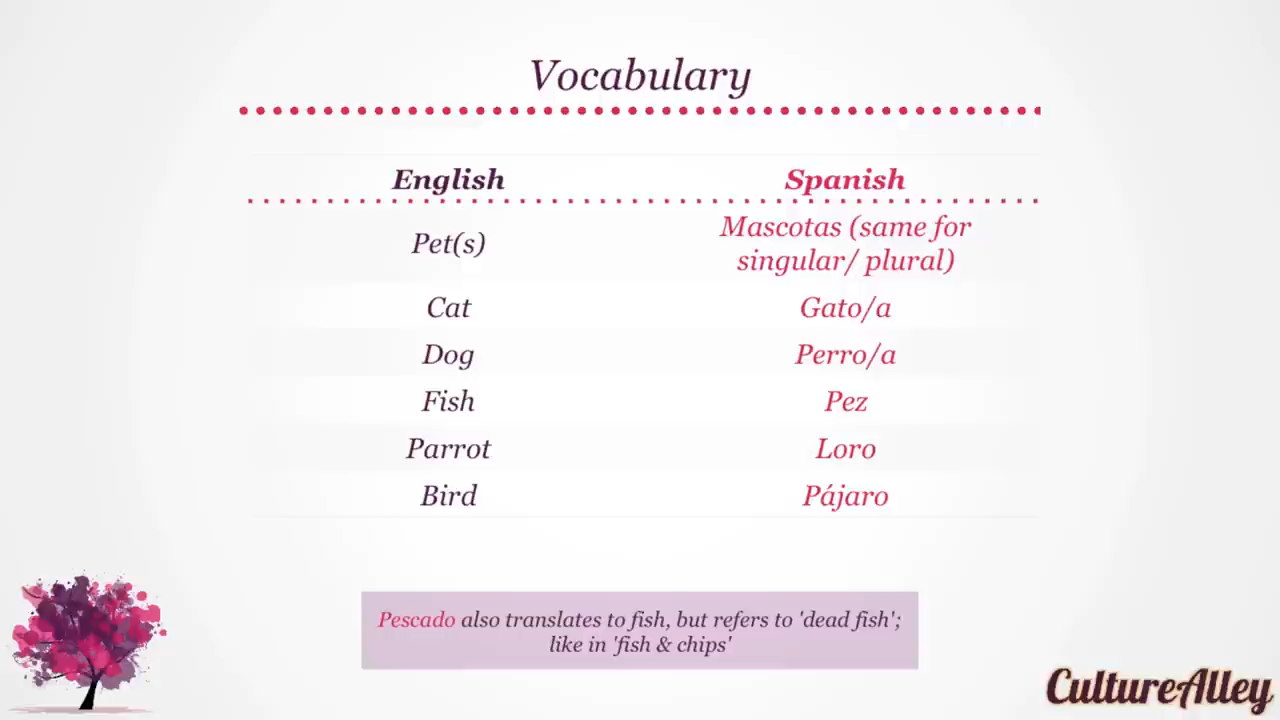 Vocabulary
English Spanish
Pet(s) Mascotas (same for
singular/ plural)
Cat Gato/a
Dog Perro/a
Fish Pez
Parrot Loro
Bird Pájaro
Pescado also translates to fish, but refers to 'dead fish';
like in 'fish & chips'
CultureAlley